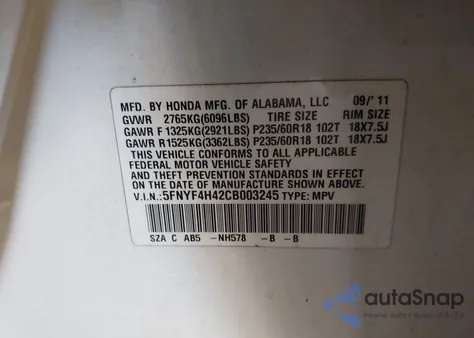 MFD. BY HONDA MFG. OF ALABAMA, LLC 09/'11
GVWR 2765KG(6096LBS) TIRE SIZE RIM SIZE
GAWR F 1325KG(2921LBS) P235/60R18 102T 18X7.5J
GAWR R1525KG(3362LBS) P235/60R18 102T 18X7.5J
THIS VEHICLE CONFORMS TO ALL APPLICABLE
FEDERAL MOTOR VEHICLE SAFETY
AND THEFT PREVENTION STANDARDS IN EFFECT
ON THE DATE OF MANUFACTURE SHOWN ABOVE.
V.I.N.: 5FNYF4H42CB003245 TYPE: MPV
SZA C AB5 -NH578 -B -B
autoSnap